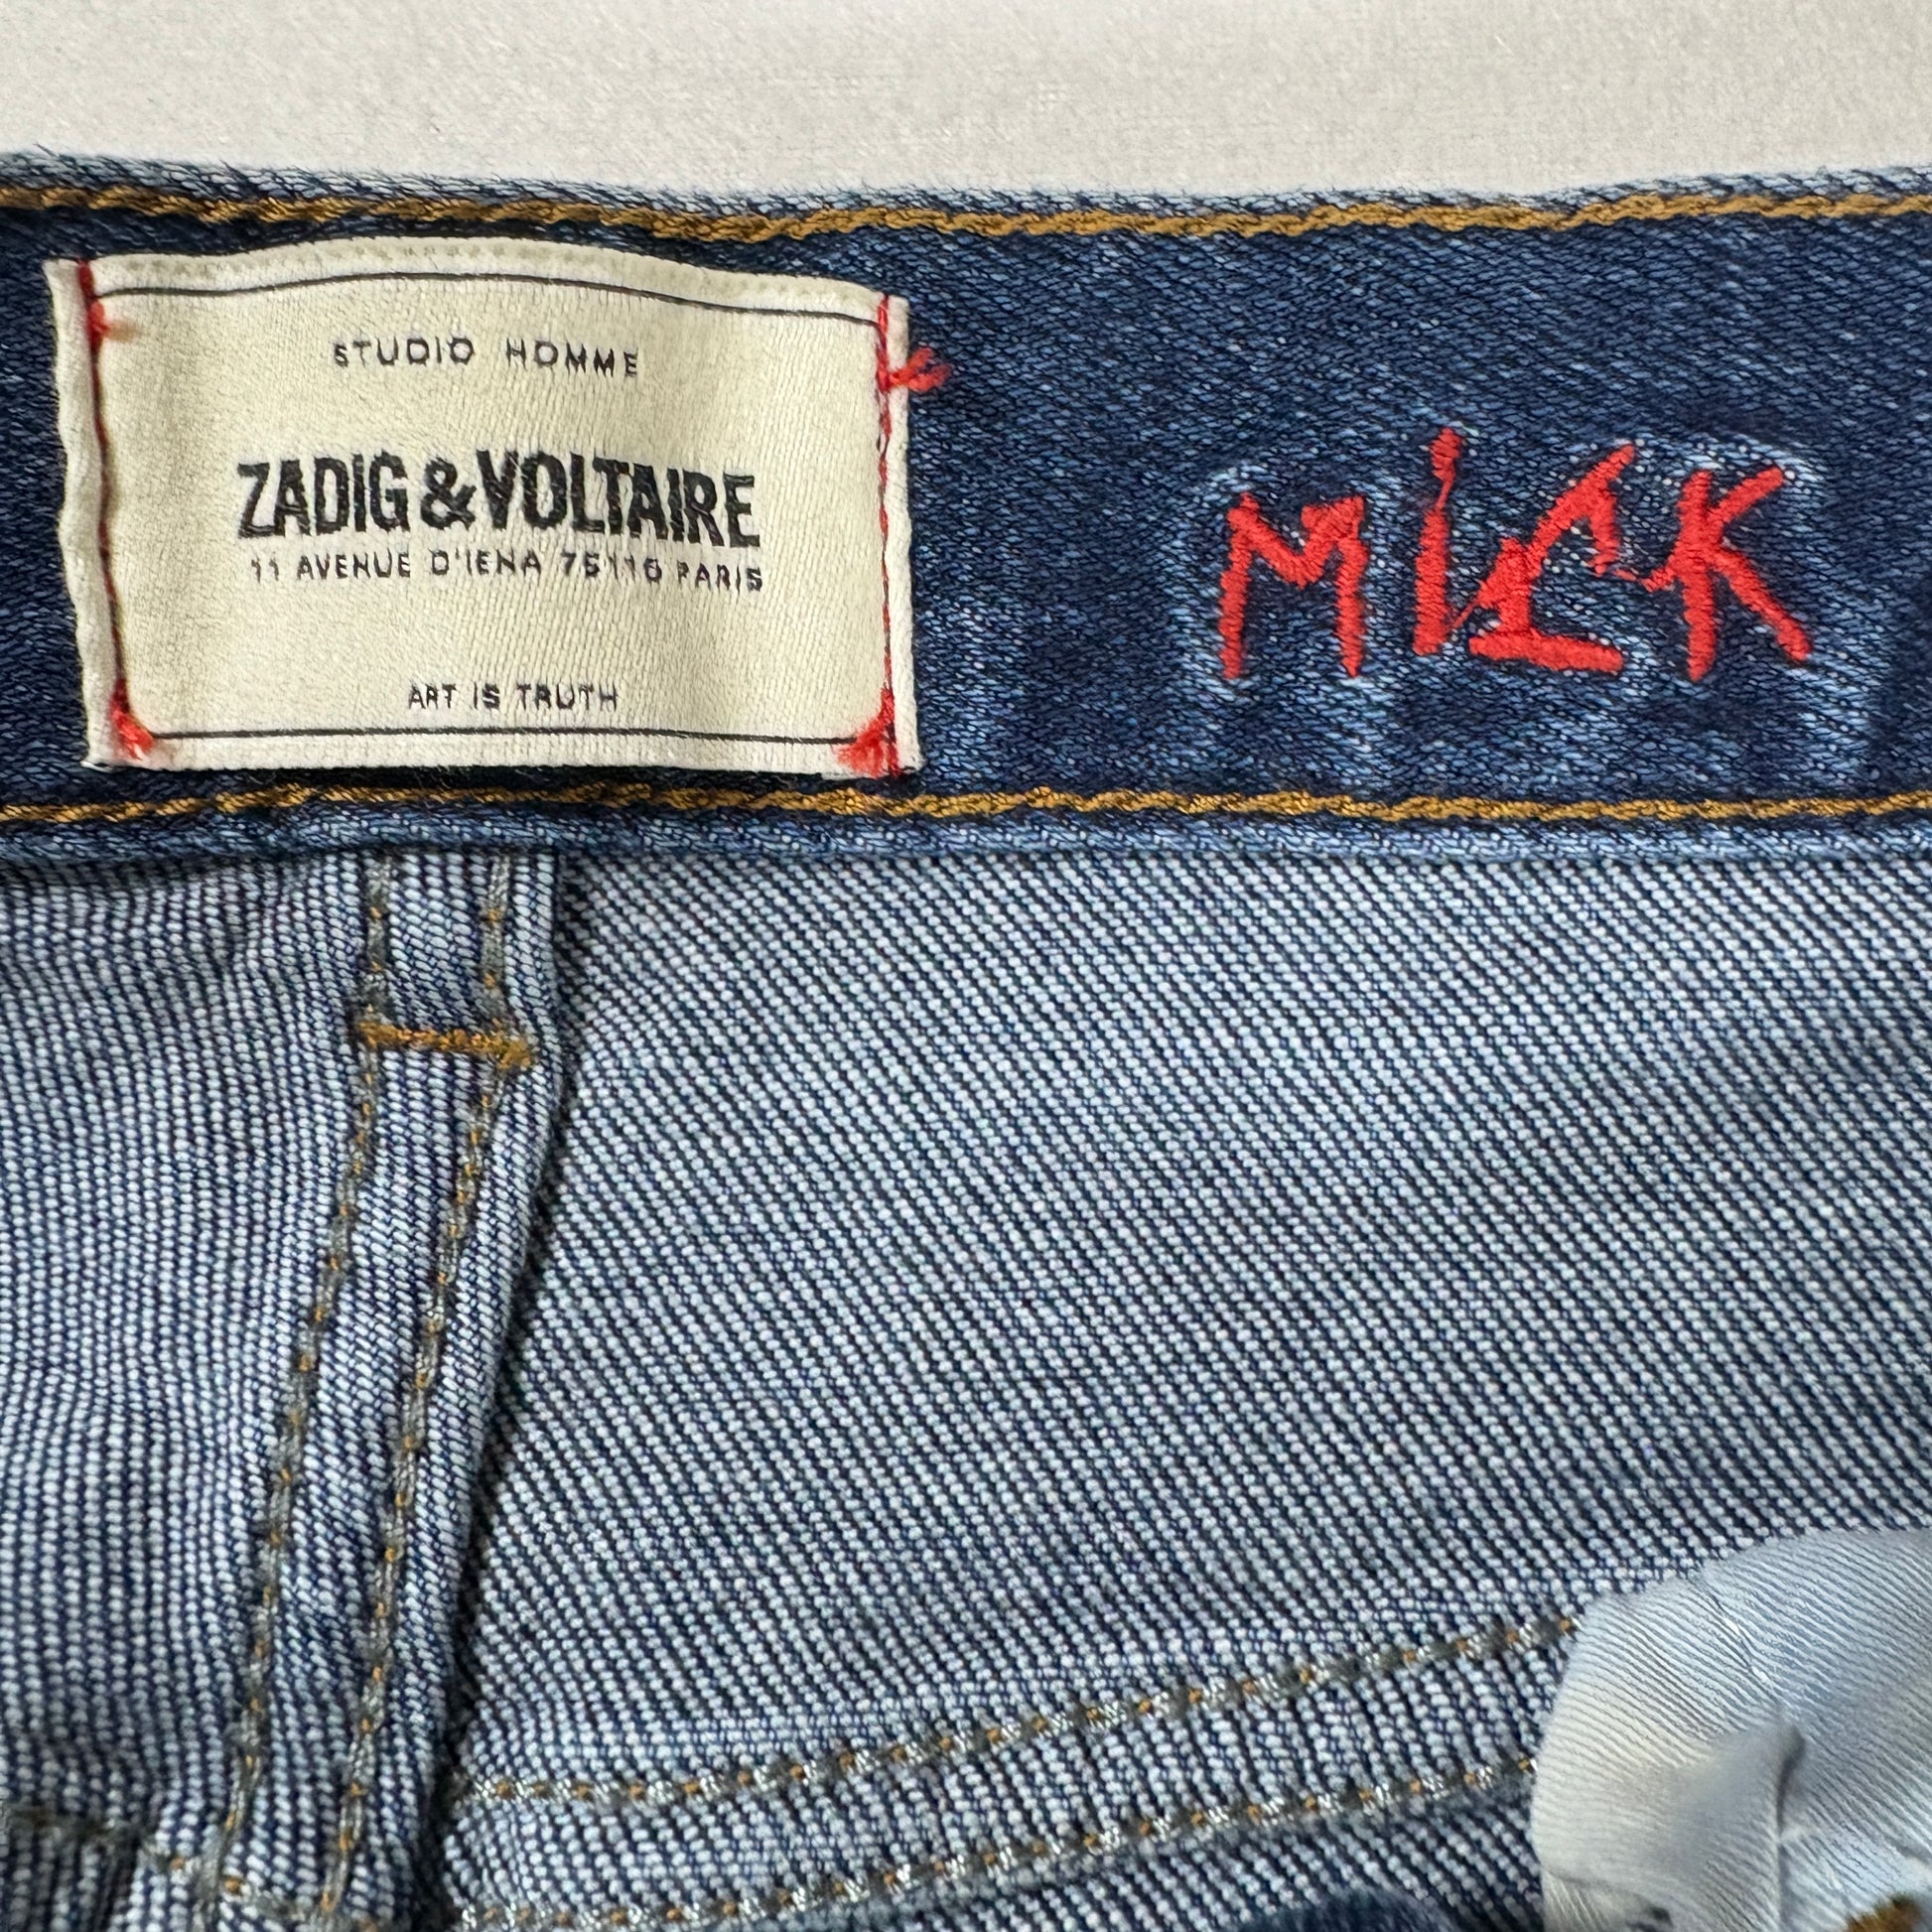 STUDIO HOMME
ZADIG & VOLTAIRE
11 AVENUE D'IENA 75116 PARIS
ART IS TRUTH
MICK